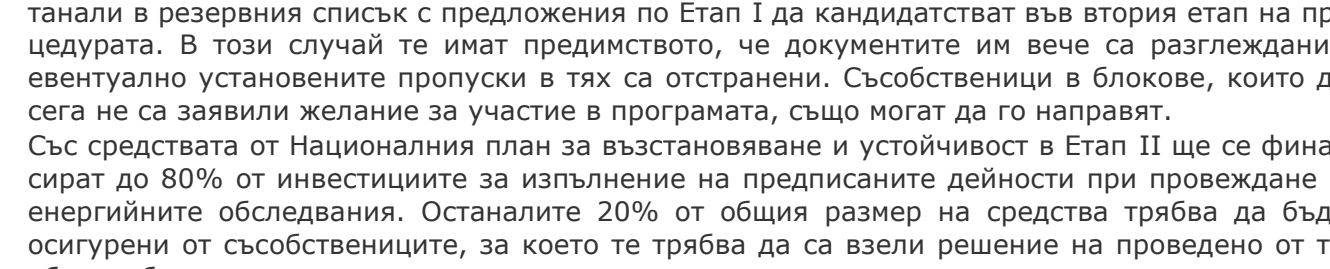 танали в резервния списък с предложения по Етап I да кандидатстват във втория етап на пр
цедурата. В този случай те имат предимството, че документите им вече са разглеждани
евентуално установените пропуски в тях са отстранени. Съсобственици в блокове, които д
сега не са заявили желание за участие в програмата, също могат да го направят.
Със средствата от Националния план за възстановяване и устойчивост в Етап II ще се фина
сират до 80% от инвестициите за изпълнение на предписаните дейности при провеждане
енергийните обследвания. Останалите 20% от общия размер на средства трябва да бъд
осигурени от съсобствениците, за което те трябва да са взели решение на проведено от т